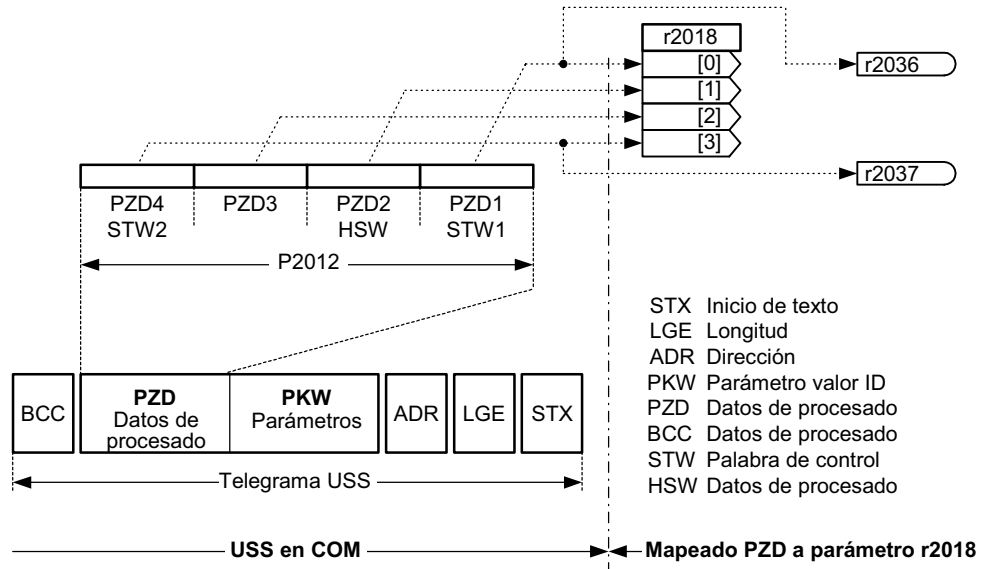 r2018
[0]
r2036
[1]
[2]
[3]
r2037
PZD4 PZD3 PZD2 PZD1
STW2 HSW STW1
P2012
STX Inicio de texto
LGE Longitud
ADR Dirección
PKW Parámetro valor ID
PZD Datos de procesado
BCC Datos de procesado
STW Palabra de control
HSW Datos de procesado
BCC
PZD
Datos de
procesado
PKW
Parámetros
ADR
LGE
STX
Telegrama USS
USS en COM
Mapeado PZD a parámetro r2018